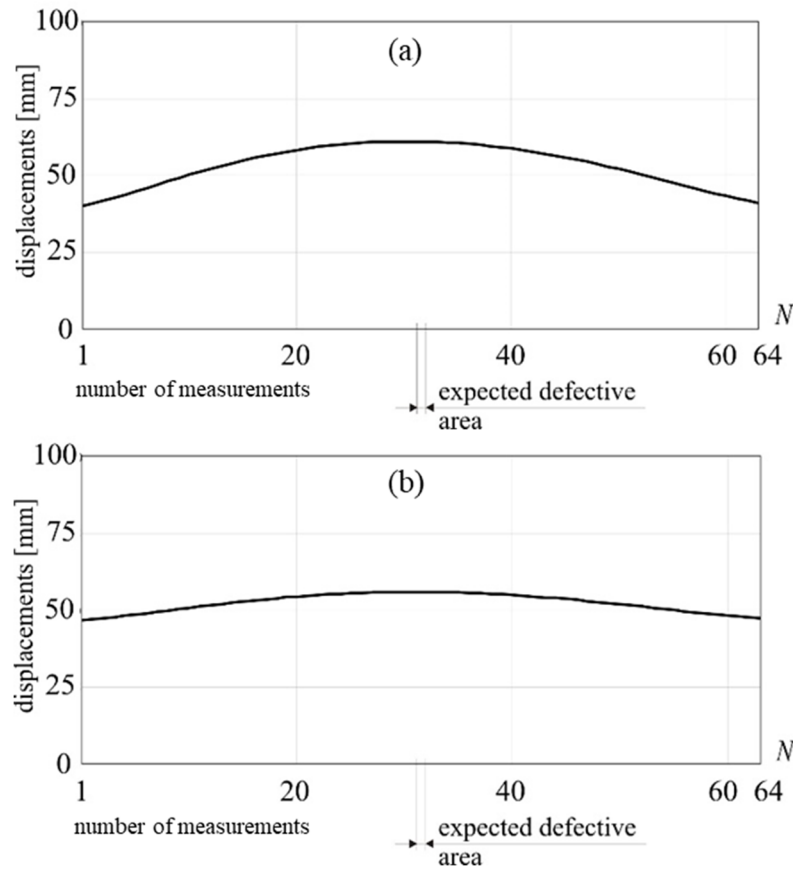 (a)
100
75
50
25
0
displacements [mm]
N
1 20 40 60 64
number of measurements
expected defective
area
(b)
100
75
50
25
0
displacements [mm]
N
1 20 40 60 64
number of measurements
expected defective
area